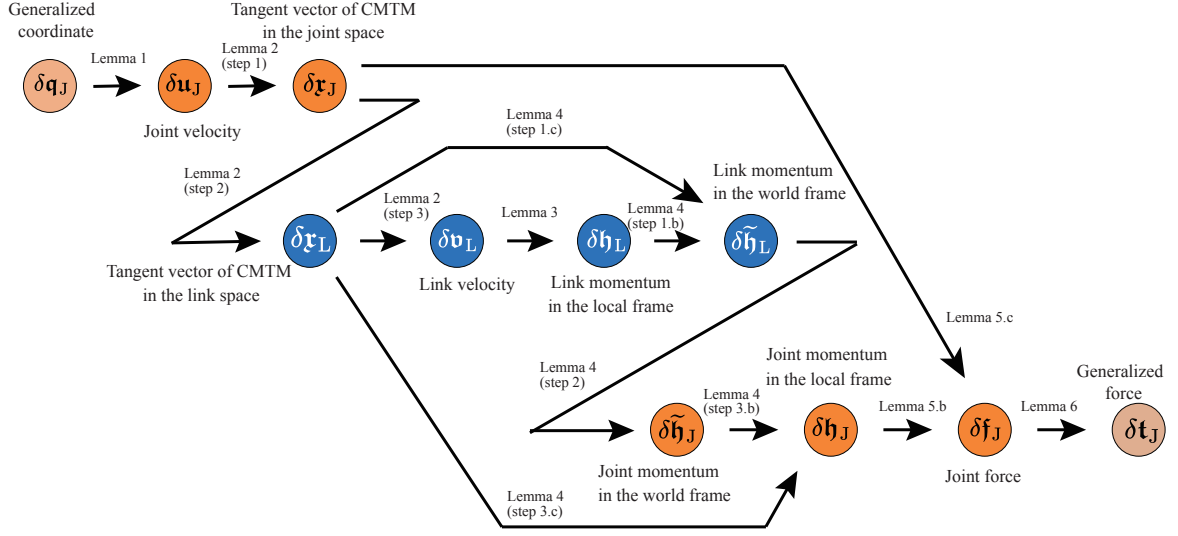 Generalized
coordinate
Tangent vector of CMTM
in the joint space
Lemma 1
Lemma 2
(step 1)
δ𝖖_J
δ𝖚_J
δ𝖝_J
Joint velocity
Lemma 4
(step 1.c)
Lemma 2
(step 2)
Link momentum
in the world frame
Lemma 2
(step 3)
Lemma 3
Lemma 4
(step 1.b)
δ𝖝_L
δ𝖛_L
δ𝖍_L
δ𝖍̃_L
Tangent vector of CMTM
in the link space
Link velocity
Link momentum
in the local frame
Lemma 5.c
Lemma 4
(step 2)
Joint momentum
in the local frame
Generalized
force
Lemma 4
(step 3.b)
Lemma 5.b
Lemma 6
δ𝖍̃_J
δ𝖍_J
δ𝖋_J
δ𝖙_J
Joint momentum
in the world frame
Joint force
Lemma 4
(step 3.c)